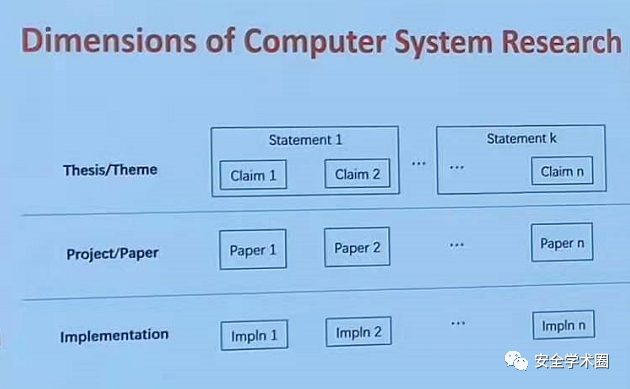 Dimensions of Computer System Research
Statement 1
Statement k
Thesis/Theme
Claim 1
Claim 2
...
...
Claim n
Project/Paper
Paper 1
Paper 2
...
Paper n
Implementation
Impln 1
Impln 2
...
Impln n
安全学术圈